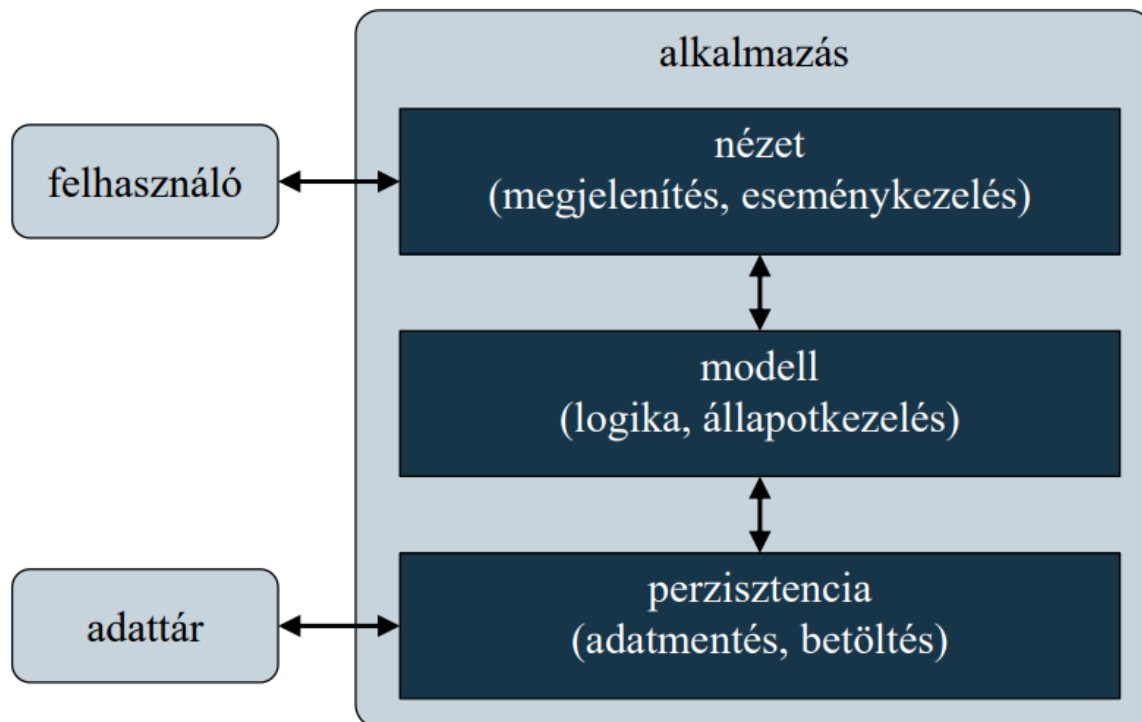 alkalmazás
felhasználó
nézet
(megjelenítés, eseménykezelés)
modell
(logika, állapotkezelés)
adattár
perzisztencia
(adatmentés, betöltés)